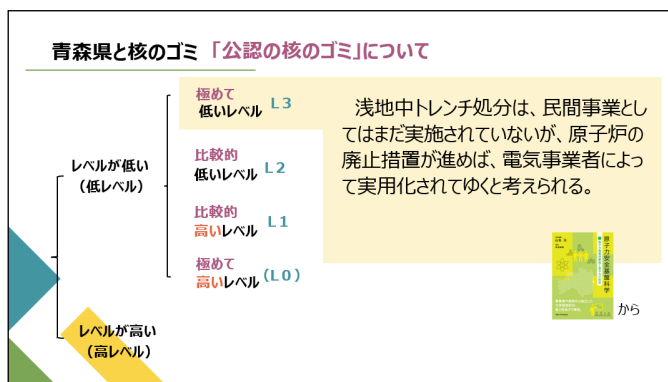 青森県と核のゴミ 「公認の核のゴミ」について
極めて
低いレベル L3
浅地中トレンチ処分は、民間事業とし
てはまだ実施されていないが、原子炉の
廃止措置が進めば、電気事業者によっ
て実用化されてゆくと考えられる。
レベルが低い
（低レベル）
比較的
低いレベル L2
比較的
高いレベル L1
極めて
高いレベル (L0)
原子力安全基盤科学
から
レベルが高い
（高レベル）